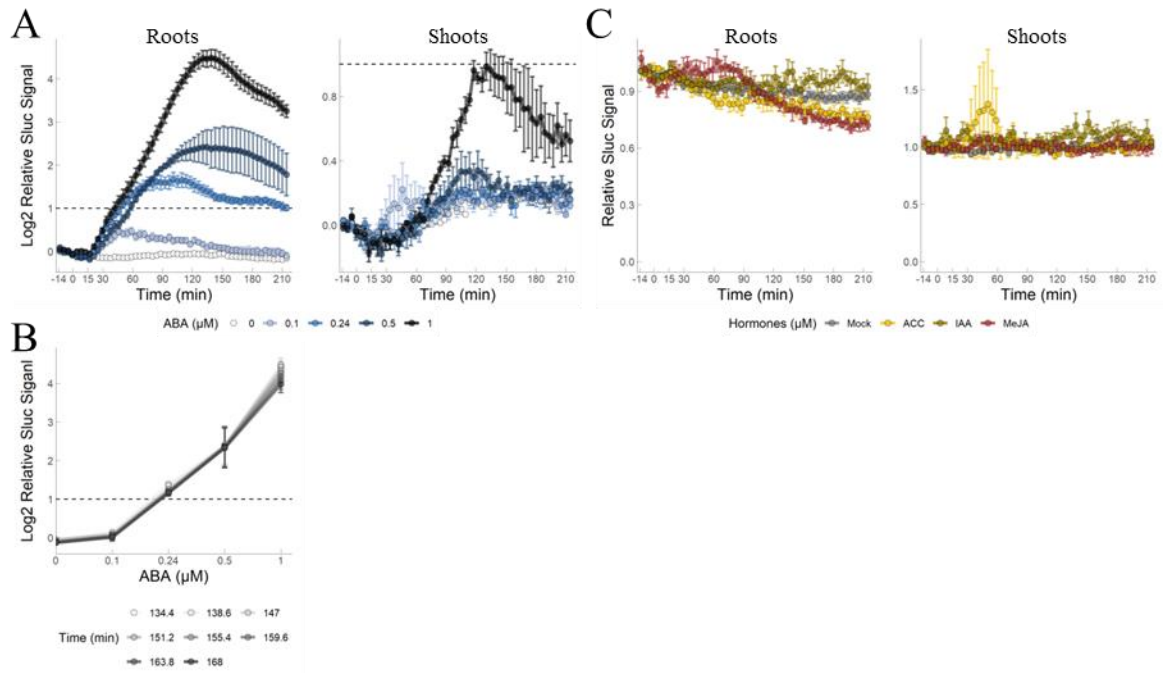 A
Roots
Shoots
Log2 Relative Sluc Signal
4
3
2
1
0
0.8
0.4
0.0
-14 0 15 30 60 90 120 150 180 210
-14 0 15 30 60 90 120 150 180 210
Time (min)
Time (min)
ABA (µM) 0 0.1 0.24 0.5 1
C
Roots
Shoots
Relative Sluc Signal
0.9
0.6
0.3
0.0
1.5
1.0
0.5
0.0
-14 0 15 30 60 90 120 150 180 210
-14 0 15 30 60 90 120 150 180 210
Time (min)
Time (min)
Hormones (µM) Mock ACC IAA MeJA
B
Log2 Relative Sluc Siganl
4
3
2
1
0
0 0.1 0.24 0.5 1
ABA (µM)
Time (min)
134.4 138.6 147
151.2 155.4 159.6
163.8 168